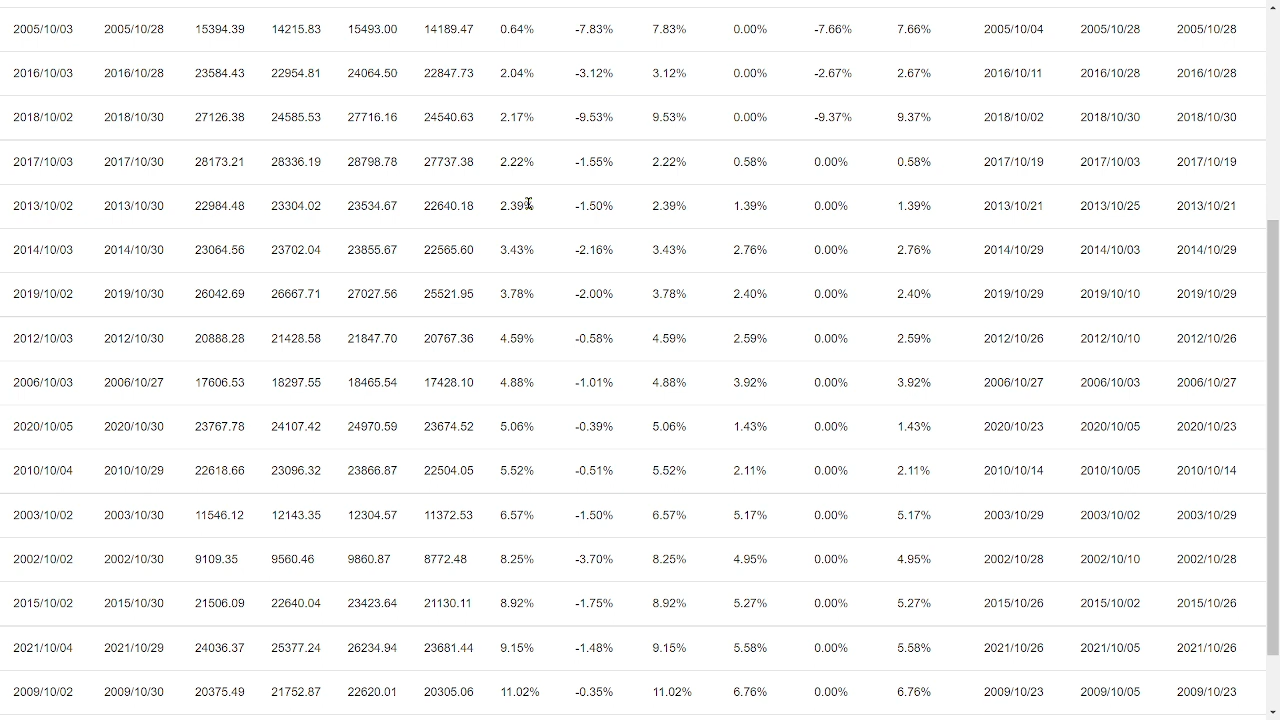 2005/10/03 2005/10/28 15394.39 14215.83 15493.00 14189.47 0.64% -7.83% 7.83% 0.00% -7.66% 7.66% 2005/10/04 2005/10/28 2005/10/28
2016/10/03 2016/10/28 23584.43 22954.81 24064.50 22847.73 2.04% -3.12% 3.12% 0.00% -2.67% 2.67% 2016/10/11 2016/10/28 2016/10/28
2018/10/02 2018/10/30 27126.38 24585.53 27716.16 24540.63 2.17% -9.53% 9.53% 0.00% -9.37% 9.37% 2018/10/02 2018/10/30 2018/10/30
2017/10/03 2017/10/30 28173.21 28336.19 28798.78 27737.38 2.22% -1.55% 2.22% 0.58% 0.00% 0.58% 2017/10/19 2017/10/03 2017/10/19
2013/10/02 2013/10/30 22984.48 23304.02 23534.67 22640.18 2.39% -1.50% 2.39% 1.39% 0.00% 1.39% 2013/10/21 2013/10/25 2013/10/21
2014/10/03 2014/10/30 23064.56 23702.04 23855.67 22565.60 3.43% -2.16% 3.43% 2.76% 0.00% 2.76% 2014/10/29 2014/10/03 2014/10/29
2019/10/02 2019/10/30 26042.69 26667.71 27027.56 25521.95 3.78% -2.00% 3.78% 2.40% 0.00% 2.40% 2019/10/29 2019/10/10 2019/10/29
2012/10/03 2012/10/30 20888.28 21428.58 21847.70 20767.36 4.59% -0.58% 4.59% 2.59% 0.00% 2.59% 2012/10/26 2012/10/10 2012/10/26
2006/10/03 2006/10/27 17606.53 18297.55 18465.54 17428.10 4.88% -1.01% 4.88% 3.92% 0.00% 3.92% 2006/10/27 2006/10/03 2006/10/27
2020/10/05 2020/10/30 23767.78 24107.42 24970.59 23674.52 5.06% -0.39% 5.06% 1.43% 0.00% 1.43% 2020/10/23 2020/10/05 2020/10/23
2010/10/04 2010/10/29 22618.66 23096.32 23866.87 22504.05 5.52% -0.51% 5.52% 2.11% 0.00% 2.11% 2010/10/14 2010/10/05 2010/10/14
2003/10/02 2003/10/30 11546.12 12143.35 12304.57 11372.53 6.57% -1.50% 6.57% 5.17% 0.00% 5.17% 2003/10/29 2003/10/02 2003/10/29
2002/10/02 2002/10/30 9109.35 9560.46 9860.87 8772.48 8.25% -3.70% 8.25% 4.95% 0.00% 4.95% 2002/10/28 2002/10/10 2002/10/28
2015/10/02 2015/10/30 21506.09 22640.04 23423.64 21130.11 8.92% -1.75% 8.92% 5.27% 0.00% 5.27% 2015/10/26 2015/10/02 2015/10/26
2021/10/04 2021/10/29 24036.37 25377.24 26234.94 23681.44 9.15% -1.48% 9.15% 5.58% 0.00% 5.58% 2021/10/26 2021/10/05 2021/10/26
2009/10/02 2009/10/30 20375.49 21752.87 22620.01 20305.06 11.02% -0.35% 11.02% 6.76% 0.00% 6.76% 2009/10/23 2009/10/05 2009/10/23